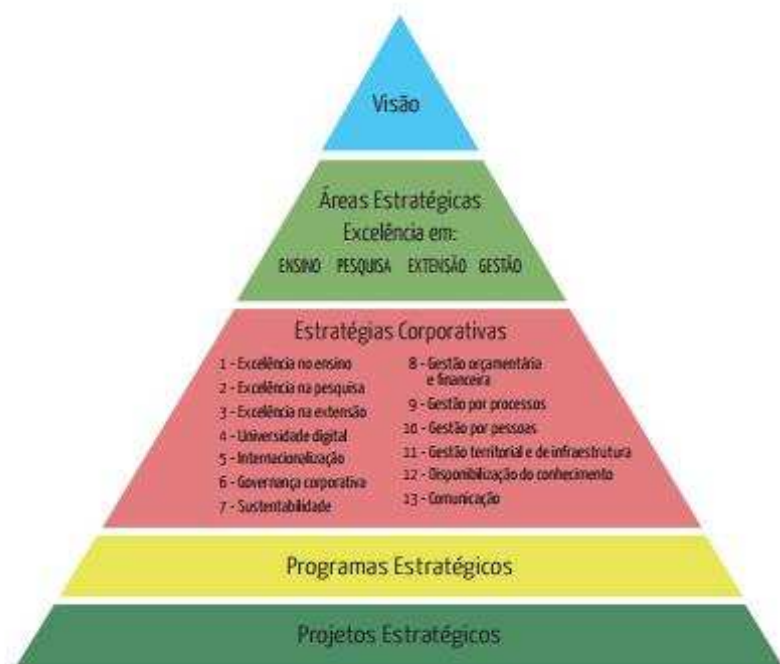 Visão
Áreas Estratégicas
Excelência em:
ENSINO PESQUISA EXTENSÃO GESTÃO
Estratégias Corporativas
1 - Excelência no ensino
2 - Excelência na pesquisa
3 - Excelência na extensão
4 - Universidade digital
5 - Internacionalização
6 - Governança corporativa
7 - Sustentabilidade
8 - Gestão orçamentária
e financeira
9 - Gestão por processos
10 - Gestão por pessoas
11 - Gestão territorial e de infraestrutura
12 - Disponibilização do conhecimento
13 - Comunicação
Programas Estratégicos
Projetos Estratégicos